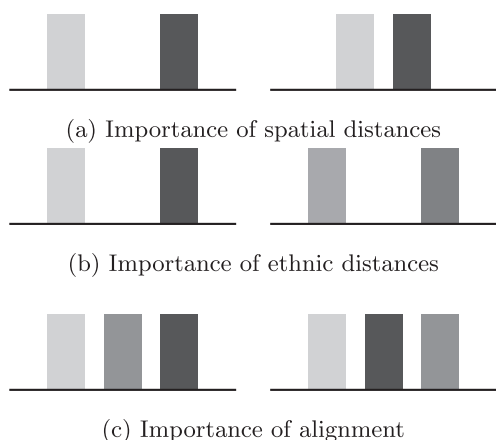 (a) Importance of spatial distances
(b) Importance of ethnic distances
(c) Importance of alignment